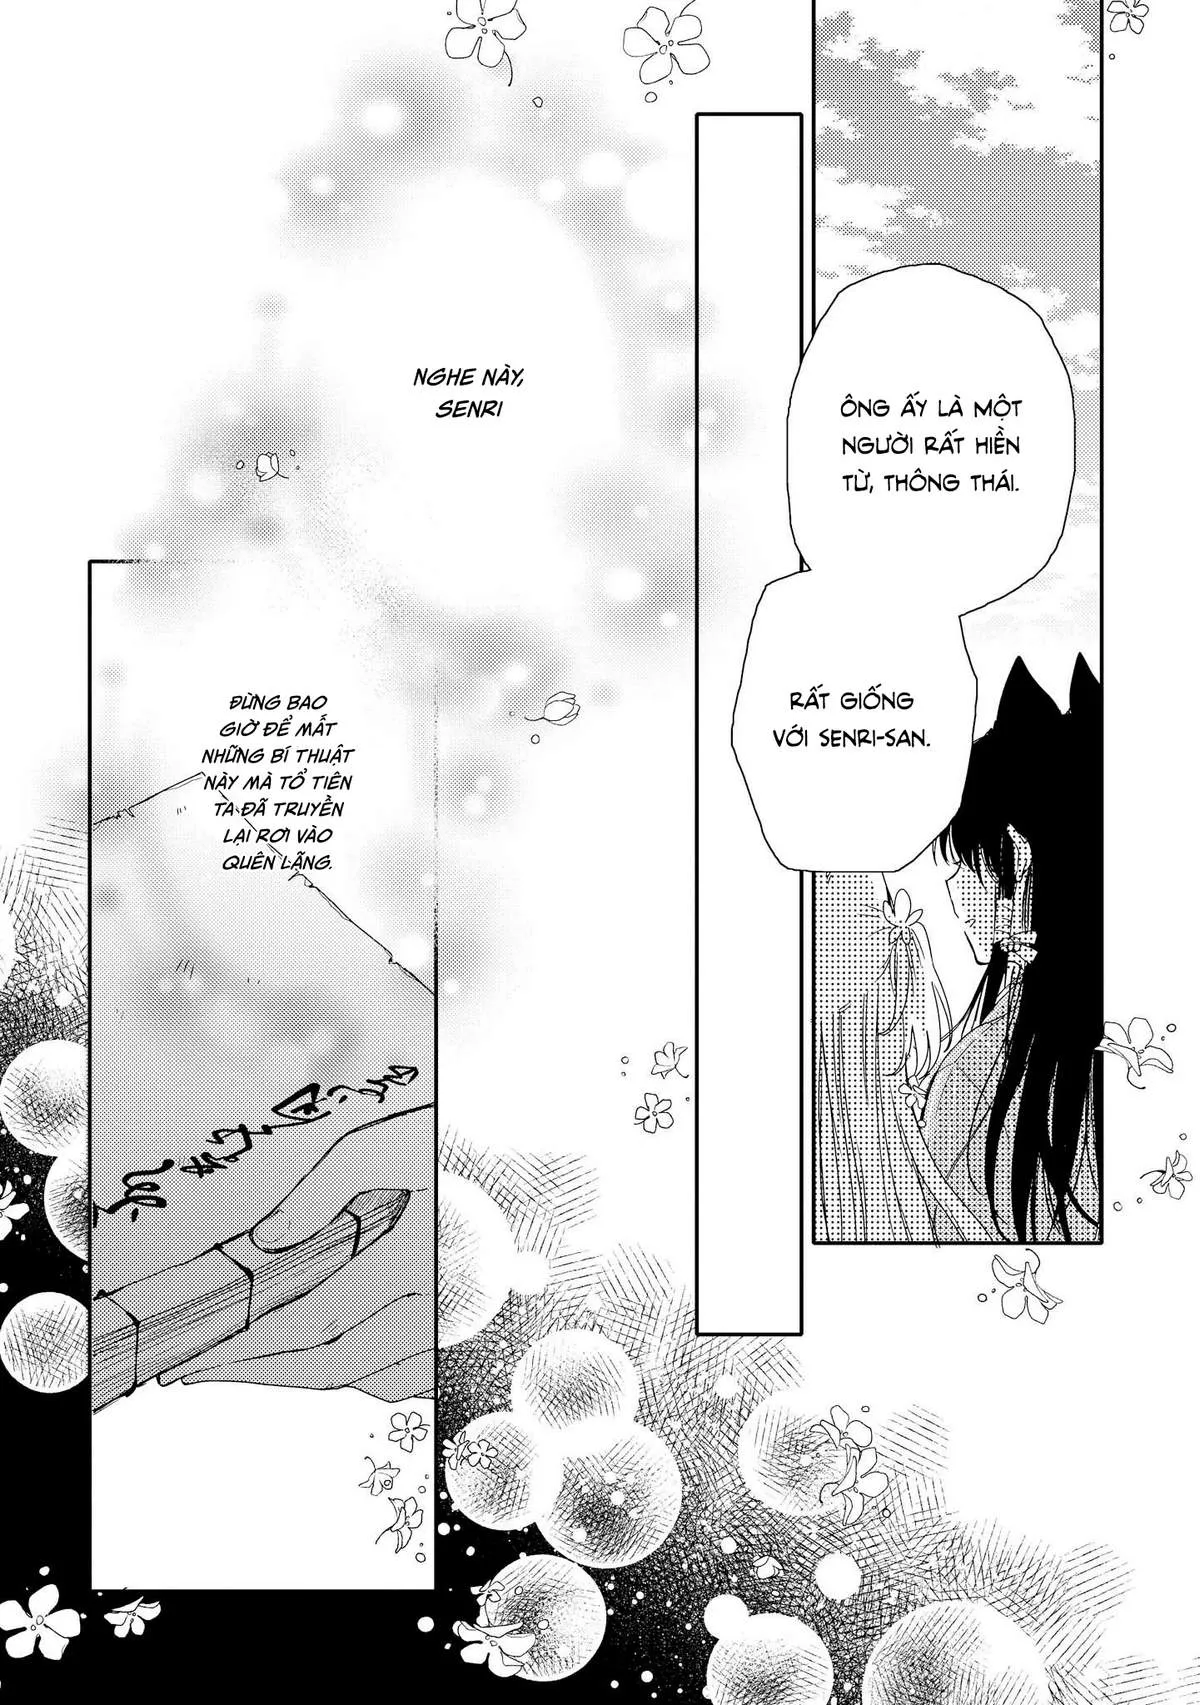 ÔNG ẤY LÀ MỘT
NGƯỜI RẤT HIỀN
TỪ, THÔNG THÁI.
RẤT GIỐNG
VỚI SENRI-SAN.
NGHE NÀY,
SENRI
ĐỪNG BAO
GIỜ ĐỂ MẤT
NHỮNG BÍ THUẬT
NÀY MÀ TỔ TIÊN
TA ĐÃ TRUYỀN
LẠI RƠI VÀO
QUÊN LÃNG.